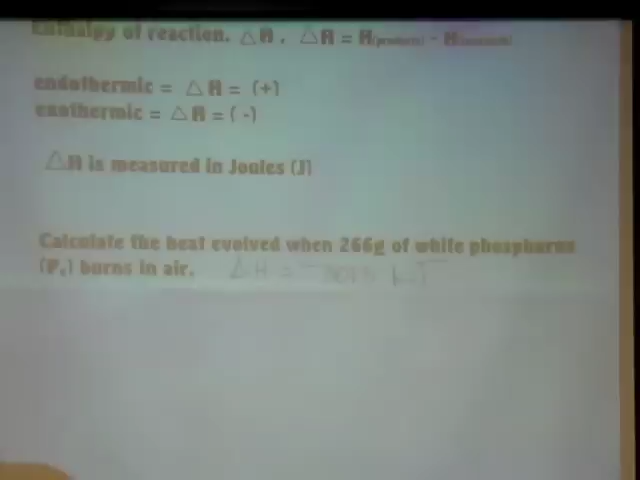 Enthalpy of reaction. △H . △H = H(products) - H(reactants)
endothermic = △H = (+)
exothermic = △H = ( -)
△H is measured in Joules (J)
Calculate the heat evolved when 266g of white phosphorus
(P₄) burns in air. △H = kJ